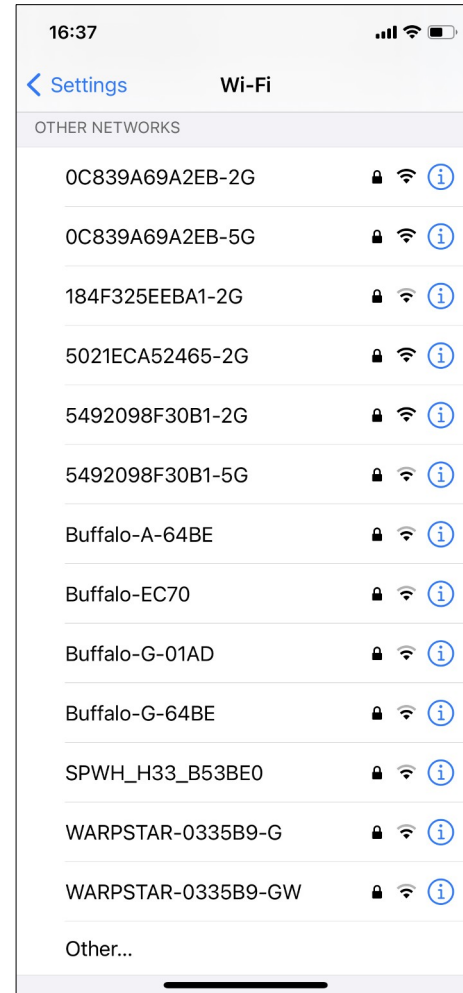 16:37
Settings Wi-Fi
OTHER NETWORKS
0C839A69A2EB-2G
0C839A69A2EB-5G
184F325EEBA1-2G
5021ECA52465-2G
5492098F30B1-2G
5492098F30B1-5G
Buffalo-A-64BE
Buffalo-EC70
Buffalo-G-01AD
Buffalo-G-64BE
SPWH_H33_B53BE0
WARPSTAR-0335B9-G
WARPSTAR-0335B9-GW
Other...